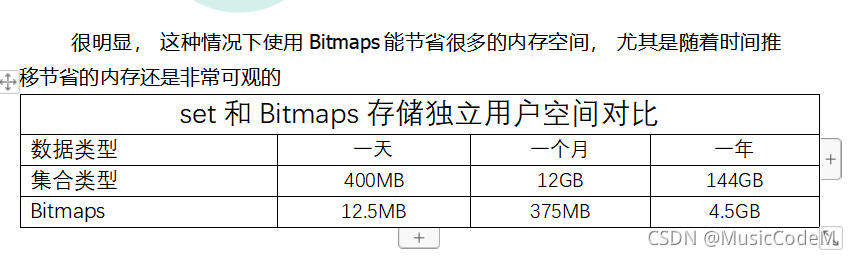 很明显， 这种情况下使用 Bitmaps 能节省很多的内存空间， 尤其是随着时间推
移节省的内存还是非常可观的
set 和 Bitmaps 存储独立用户空间对比
数据类型 一天 一个月 一年
集合类型 400MB 12GB 144GB
Bitmaps 12.5MB 375MB 4.5GB
CSDN @MusicCodeM